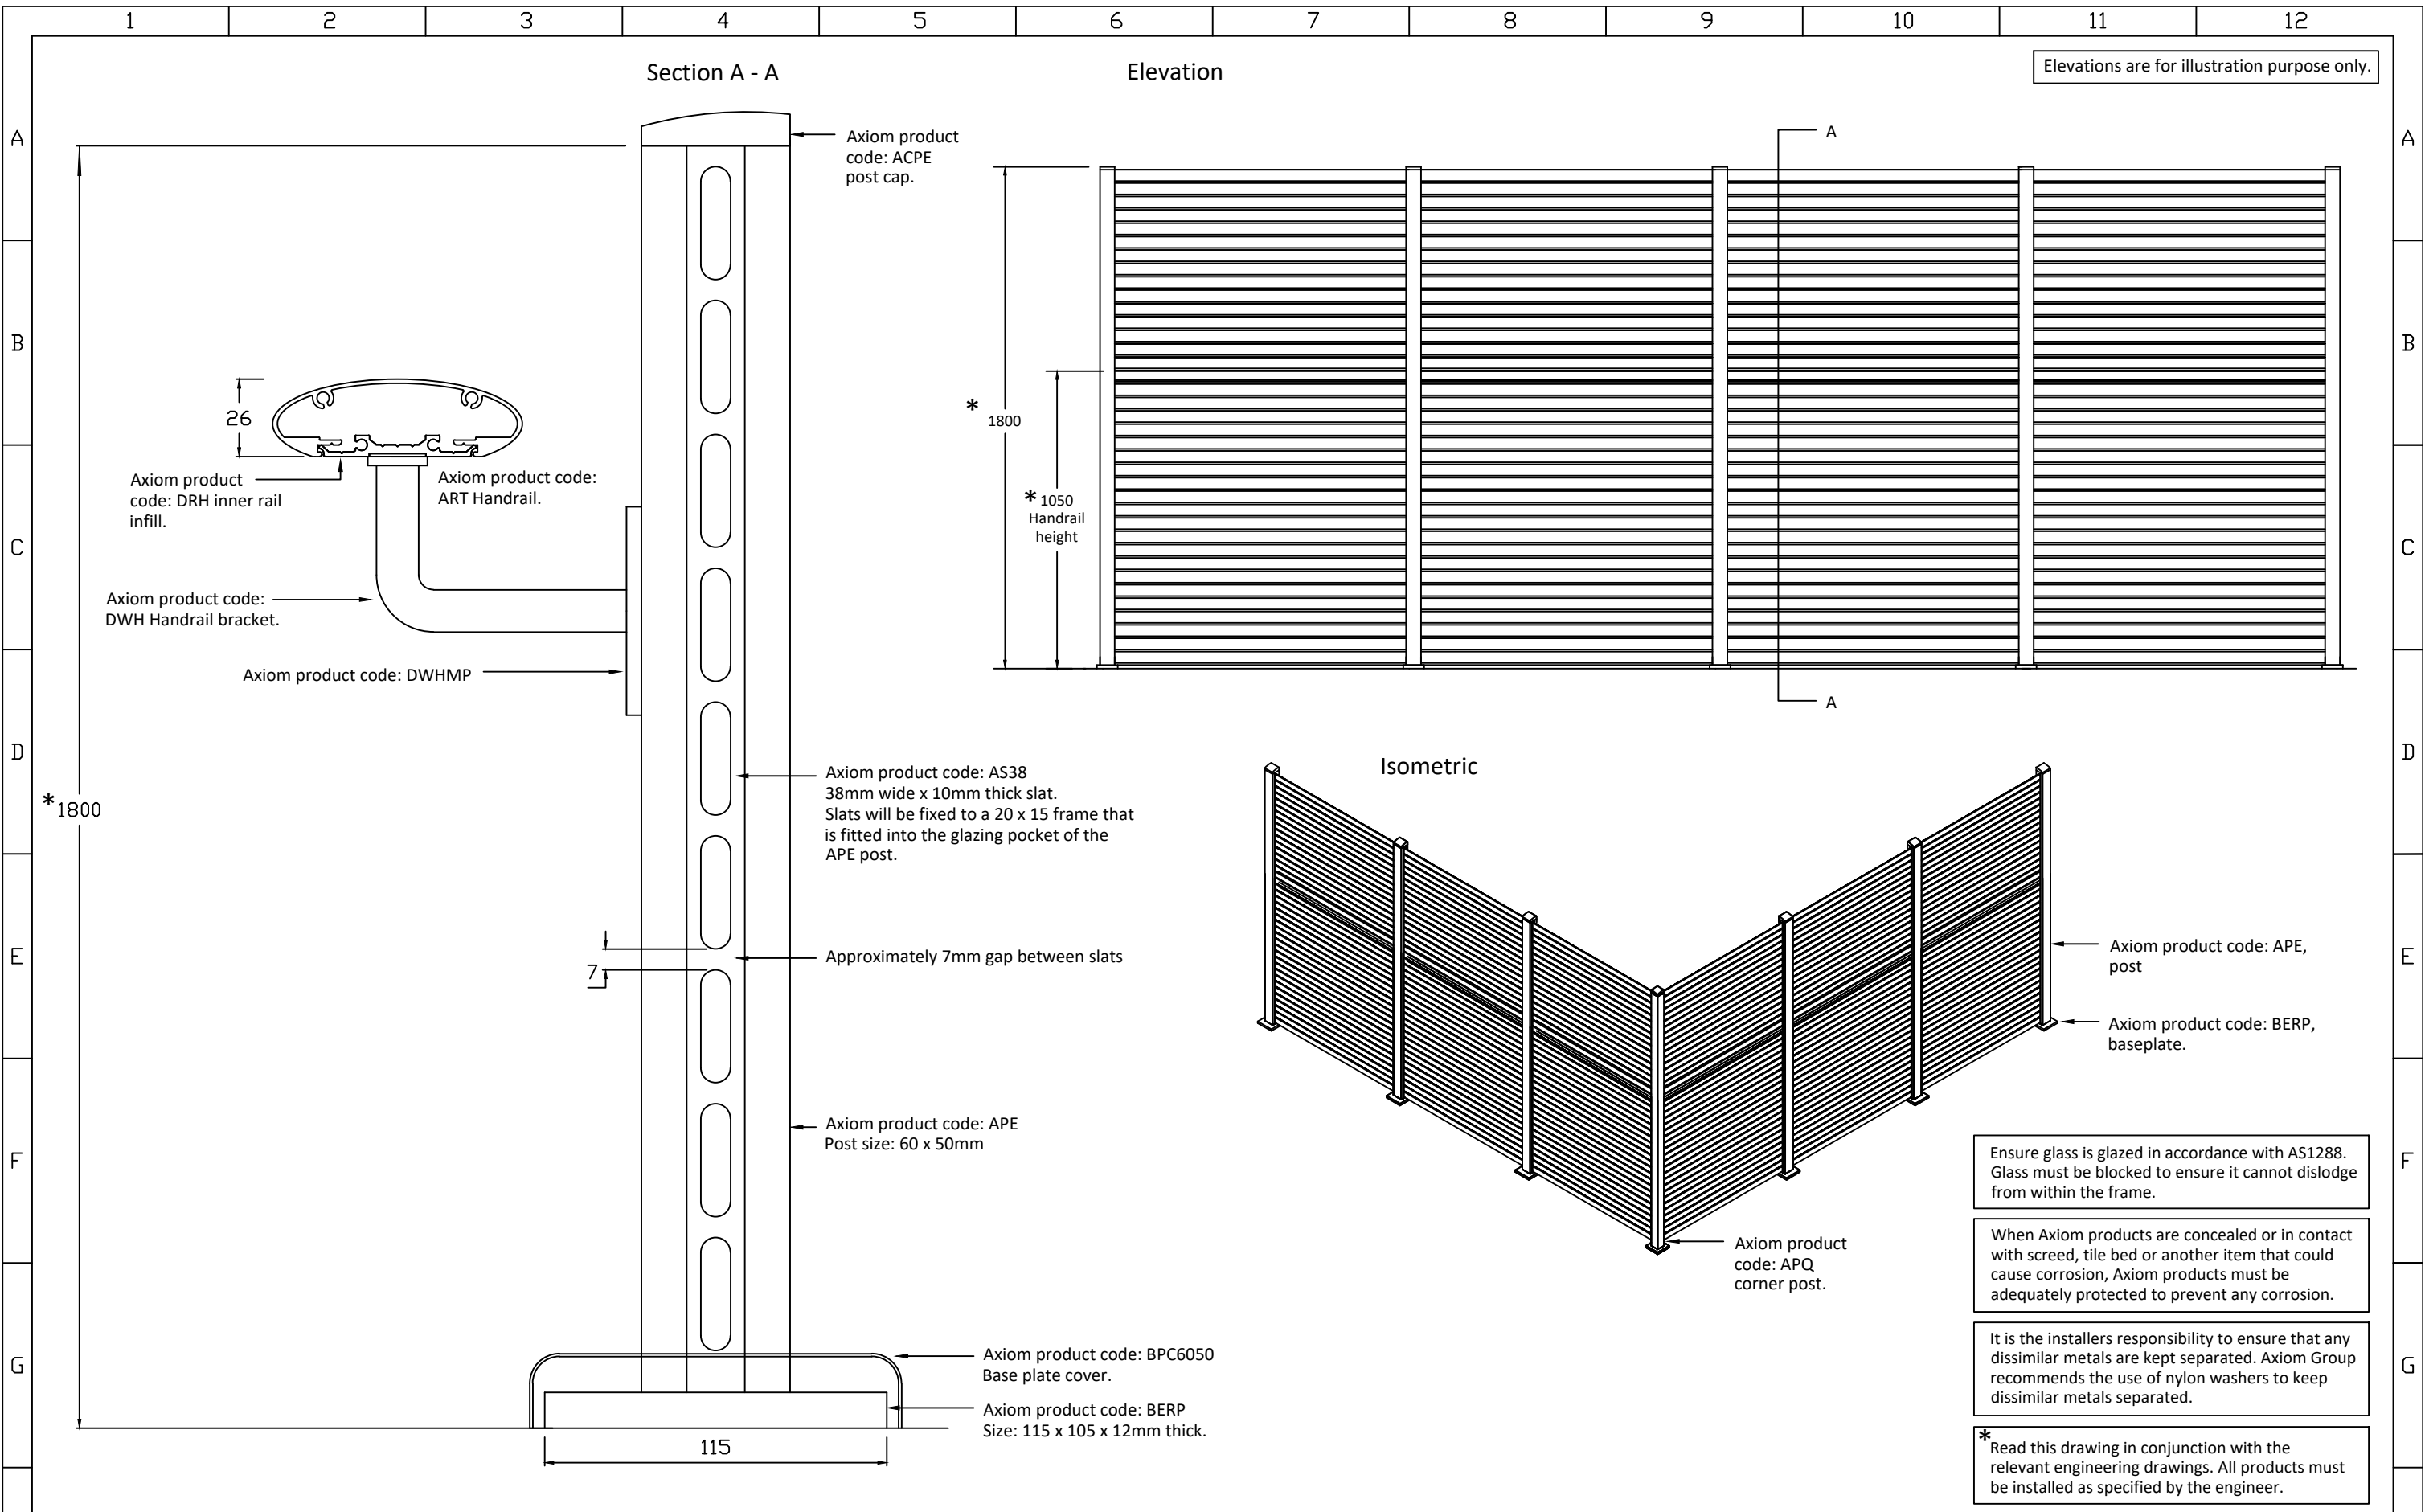 1
2
3
4
5
6
7
8
9
10
11
12
Section A - A
Elevation
Elevations are for illustration purpose only.
A
A
Axiom product
code: ACPE
post cap.
A
B
B
26
*
1800
Axiom product
code: DRH inner rail
infill.
Axiom product code:
ART Handrail.
* 1050
Handrail
height
C
C
Axiom product code:
DWH Handrail bracket.
Axiom product code: DWHMP
A
D
D
Isometric
*1800
Axiom product code: AS38
38mm wide x 10mm thick slat.
Slats will be fixed to a 20 x 15 frame that
is fitted into the glazing pocket of the
APE post.
E
E
7
Approximately 7mm gap between slats
Axiom product code: APE,
post
Axiom product code: BERP,
baseplate.
F
F
Axiom product code: APE
Post size: 60 x 50mm
Ensure glass is glazed in accordance with AS1288.
Glass must be blocked to ensure it cannot dislodge
from within the frame.
Axiom product
code: APQ
corner post.
When Axiom products are concealed or in contact
with screed, tile bed or another item that could
cause corrosion, Axiom products must be
adequately protected to prevent any corrosion.
G
G
Axiom product code: BPC6050
Base plate cover.
It is the installers responsibility to ensure that any
dissimilar metals are kept separated. Axiom Group
recommends the use of nylon washers to keep
dissimilar metals separated.
Axiom product code: BERP
Size: 115 x 105 x 12mm thick.
115
*
Read this drawing in conjunction with the
relevant engineering drawings. All products must
be installed as specified by the engineer.